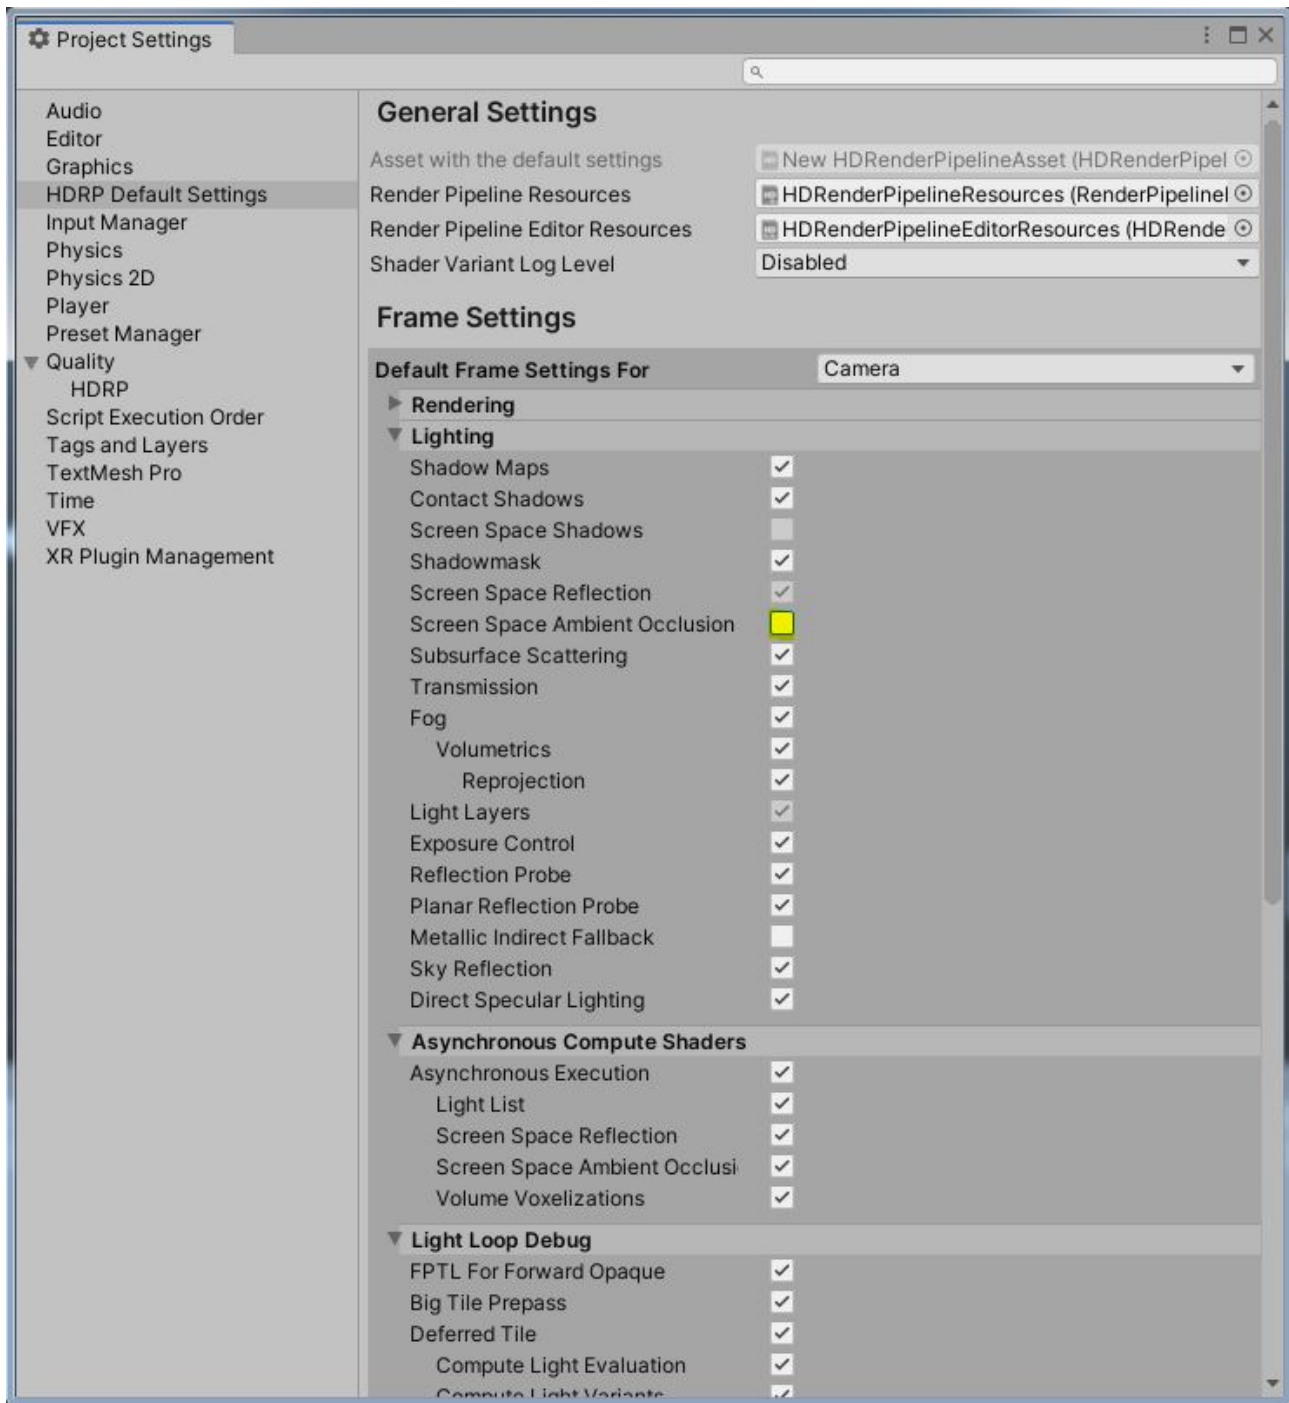 Project Settings
Audio
Editor
Graphics
HDRP Default Settings
Input Manager
Physics
Physics 2D
Player
Preset Manager
Quality
HDRP
Script Execution Order
Tags and Layers
TextMesh Pro
Time
VFX
XR Plugin Management
General Settings
Asset with the default settings New HDRenderPipelineAsset (HDRenderPipel
Render Pipeline Resources HDRenderPipelineResources (RenderPipelineI
Render Pipeline Editor Resources HDRenderPipelineEditorResources (HDRende
Shader Variant Log Level Disabled
Frame Settings
Default Frame Settings For Camera
Rendering
Lighting
Shadow Maps
Contact Shadows
Screen Space Shadows
Shadowmask
Screen Space Reflection
Screen Space Ambient Occlusion
Subsurface Scattering
Transmission
Fog
Volumetrics
Reprojection
Light Layers
Exposure Control
Reflection Probe
Planar Reflection Probe
Metallic Indirect Fallback
Sky Reflection
Direct Specular Lighting
Asynchronous Compute Shaders
Asynchronous Execution
Light List
Screen Space Reflection
Screen Space Ambient Occlusi
Volume Voxelizations
Light Loop Debug
FPTL For Forward Opaque
Big Tile Prepass
Deferred Tile
Compute Light Evaluation
Compute Light Variants